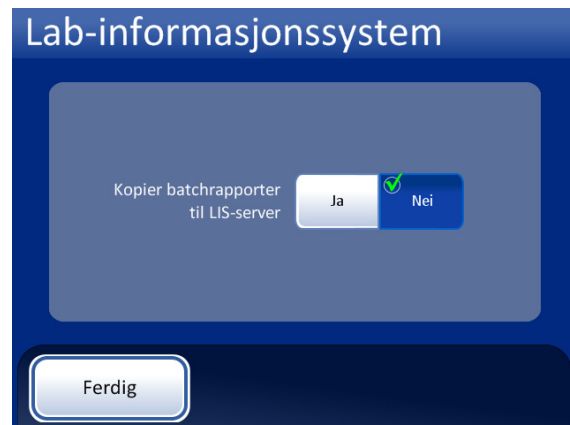 Lab-informasjonssystem
Kopier batchrapporter
til LIS-server
Ja
Nei
Ferdig